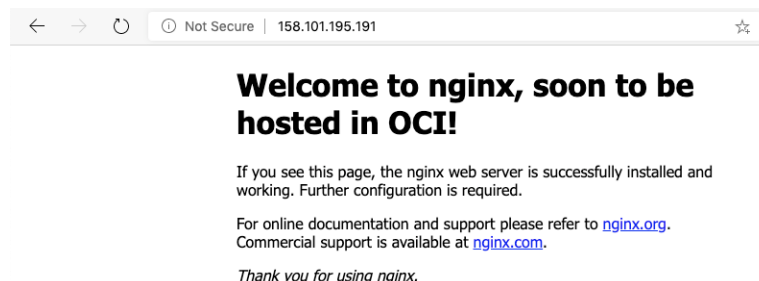 Not Secure | 158.101.195.191
Welcome to nginx, soon to be
hosted in OCI!
If you see this page, the nginx web server is successfully installed and
working. Further configuration is required.
For online documentation and support please refer to nginx.org.
Commercial support is available at nginx.com.
Thank you for using nginx.